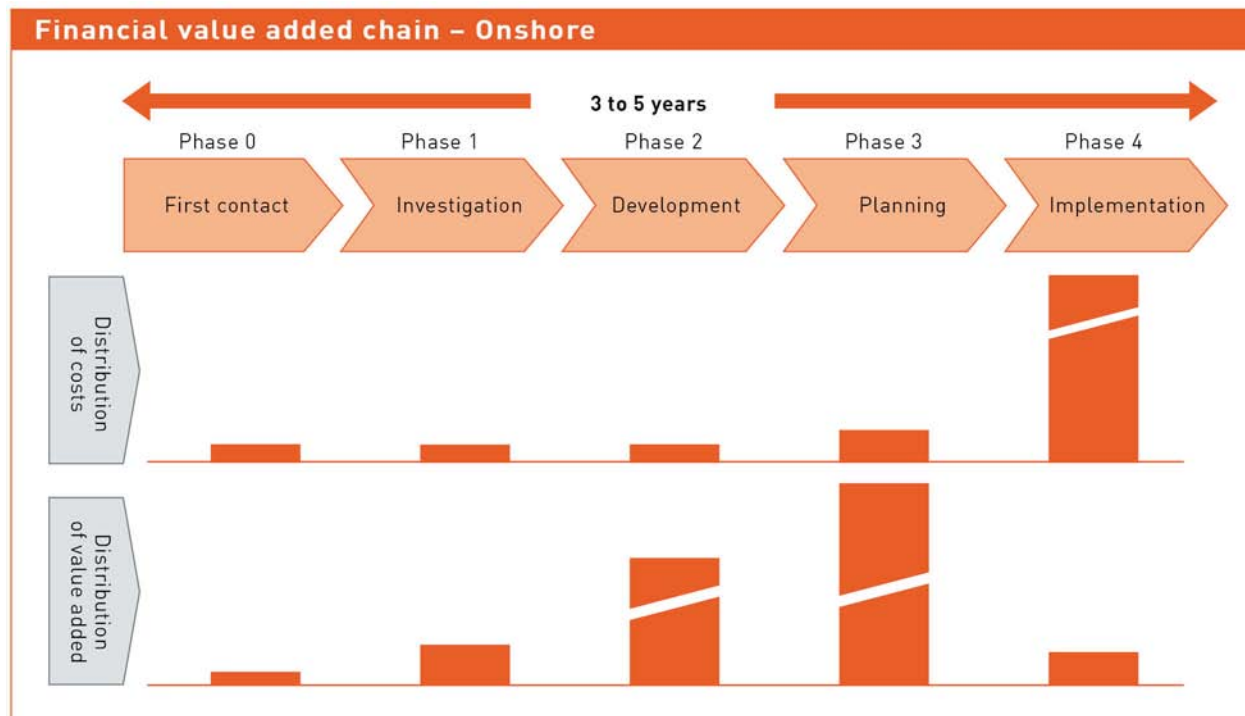 Financial value added chain – Onshore
3 to 5 years
Phase 0
Phase 1
Phase 2
Phase 3
Phase 4
First contact
Investigation
Development
Planning
Implementation
Distribution
of costs
Distribution
of value added